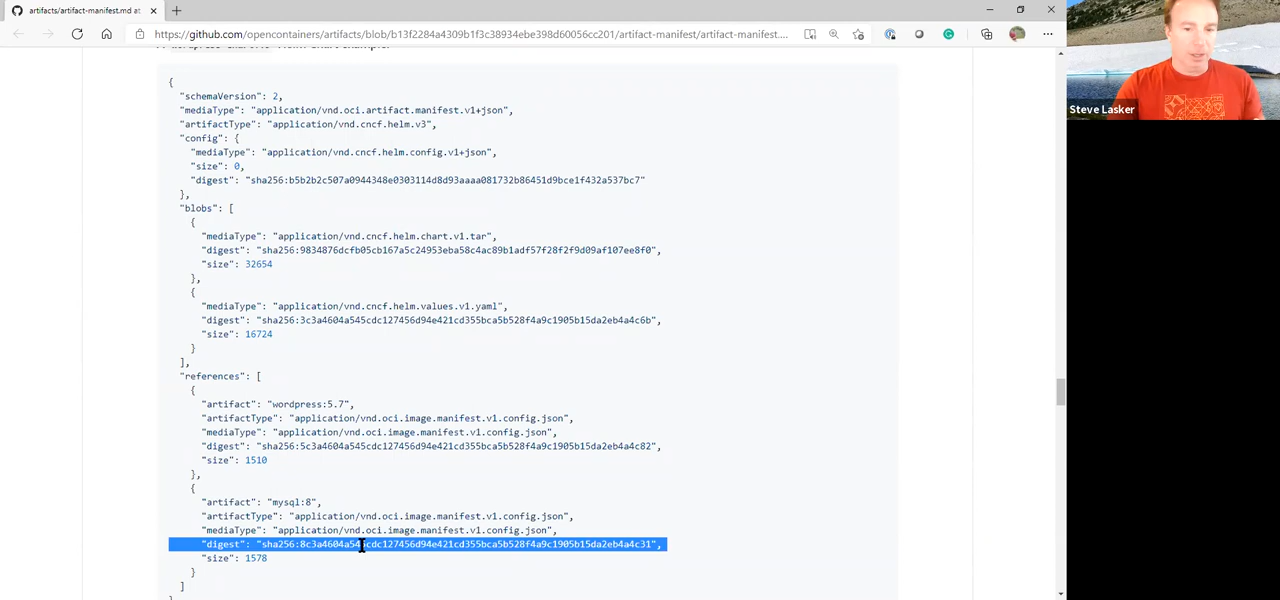 artifacts/artifact-manifest.md at
https://github.com/opencontainers/artifacts/blob/b13f2284a4309b1f3c38934ebe398d60056cc201/artifact-manifest/artifact-manifest....
{
"schemaVersion": 2,
"mediaType": "application/vnd.oci.artifact.manifest.v1+json",
"artifactType": "application/vnd.cncf.helm.v3",
"config": {
"mediaType": "application/vnd.cncf.helm.config.v1+json",
"size": 0,
"digest": "sha256:b5b2b2c507a0944348e0303114d8d93aaaa081732b86451d9bce1f432a537bc7"
},
"blobs": [
{
"mediaType": "application/vnd.cncf.helm.chart.v1.tar",
"digest": "sha256:9834876dcfb05cb167a5c24953eba58c4ac89b1adf57f28f2f9d09af107ee8f0",
"size": 32654
},
{
"mediaType": "application/vnd.cncf.helm.values.v1.yaml",
"digest": "sha256:3c3a4604a545cdc127456d94e421cd355bca5b528f4a9c1905b15da2eb4a4c6b",
"size": 16724
}
],
"references": [
{
"artifact": "wordpress:5.7",
"artifactType": "application/vnd.oci.image.manifest.v1.config.json",
"mediaType": "application/vnd.oci.image.manifest.v1.config.json",
"digest": "sha256:5c3a4604a545cdc127456d94e421cd355bca5b528f4a9c1905b15da2eb4a4c82",
"size": 1510
},
{
"artifact": "mysql:8",
"artifactType": "application/vnd.oci.image.manifest.v1.config.json",
"mediaType": "application/vnd.oci.image.manifest.v1.config.json",
"digest": "sha256:8c3a4604a545cdc127456d94e421cd355bca5b528f4a9c1905b15da2eb4a4c31",
"size": 1578
}
]
Steve Lasker